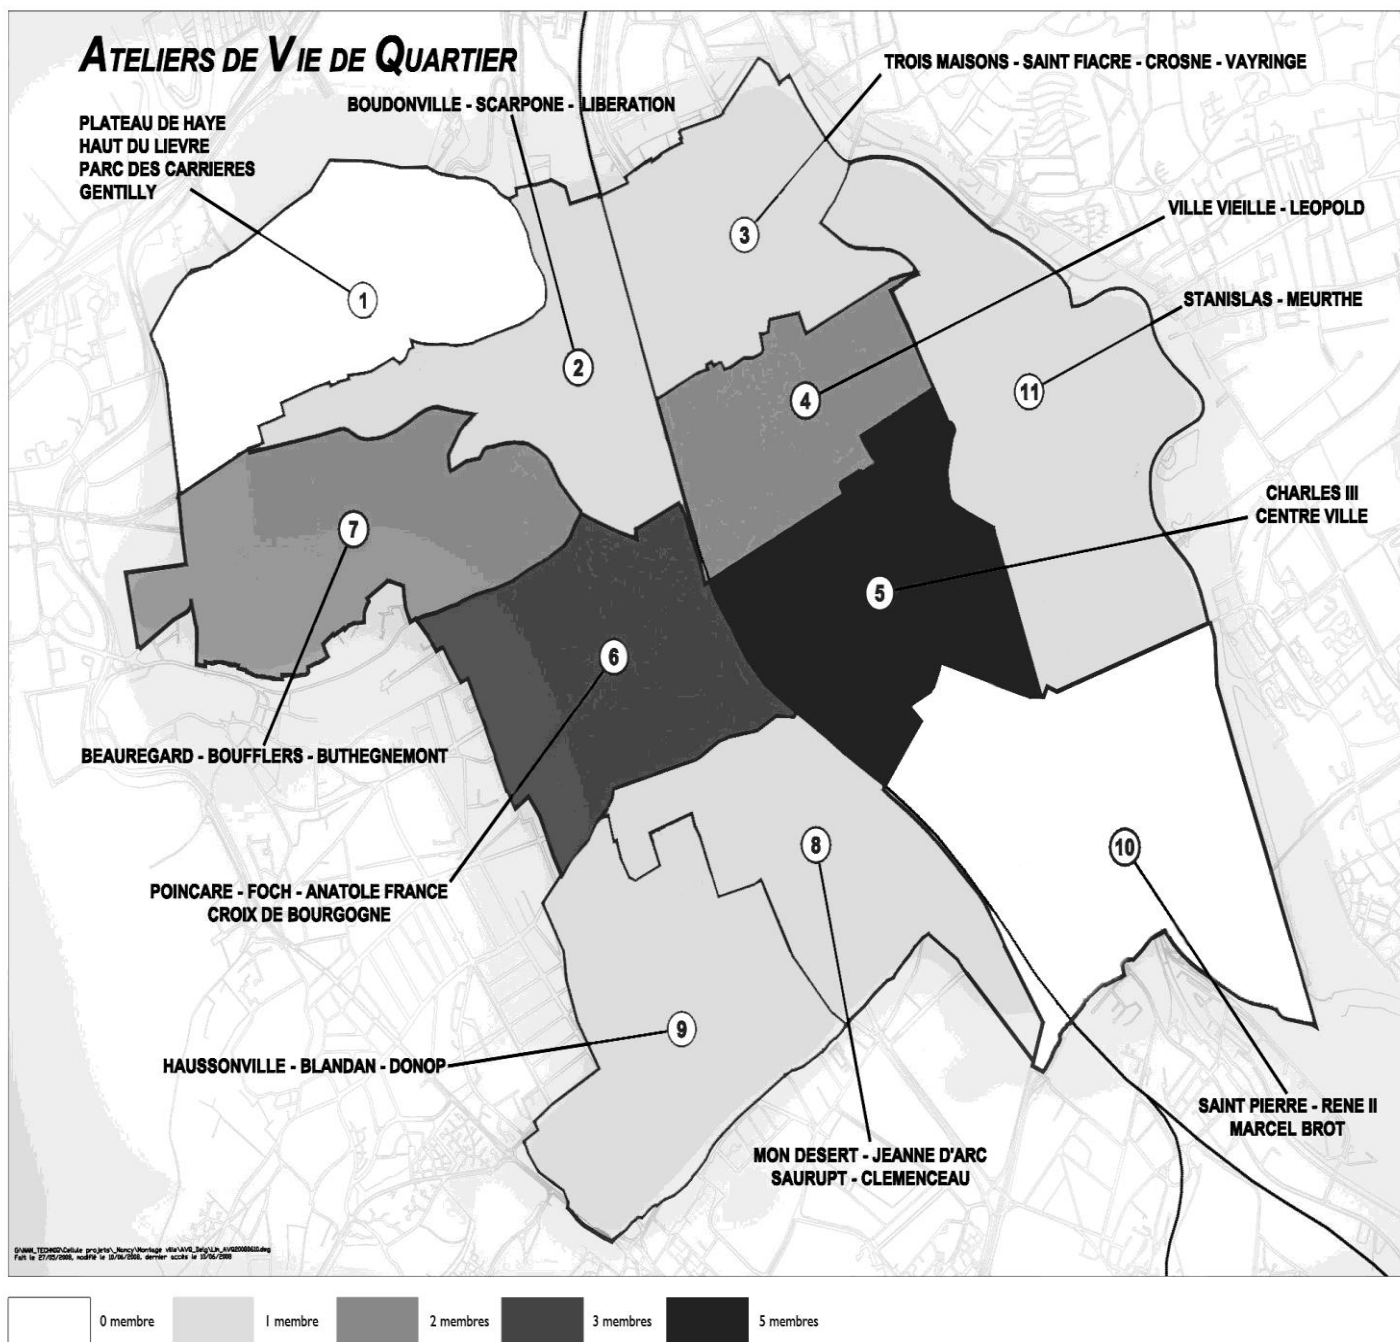 ATELIERS DE VIE DE QUARTIER
TROIS MAISONS - SAINT FIACRE - CROSNE - VAYRINGE
BOUDONVILLE - SCARPONE - LIBERATION
PLATEAU DE HAYE
HAUT DU LIEVRE
PARC DES CARRIERES
GENTILLY
VILLE VIEILLE - LEOPOLD
3
STANISLAS - MEURTHE
1
2
4
11
CHARLES III
CENTRE VILLE
7
5
6
BEAUREGARD - BOUFFLERS - BUTHEGNEMONT
8
10
POINCARE - FOCH - ANATOLE FRANCE
CROIX DE BOURGOGNE
9
HAUSSONVILLE - BLANDAN - DONOP
SAINT PIERRE - RENE II
MARCEL BROT
MON DESERT - JEANNE D'ARC
SAURUPT - CLEMENCEAU
0 membre
1 membre
2 membres
3 membres
5 membres